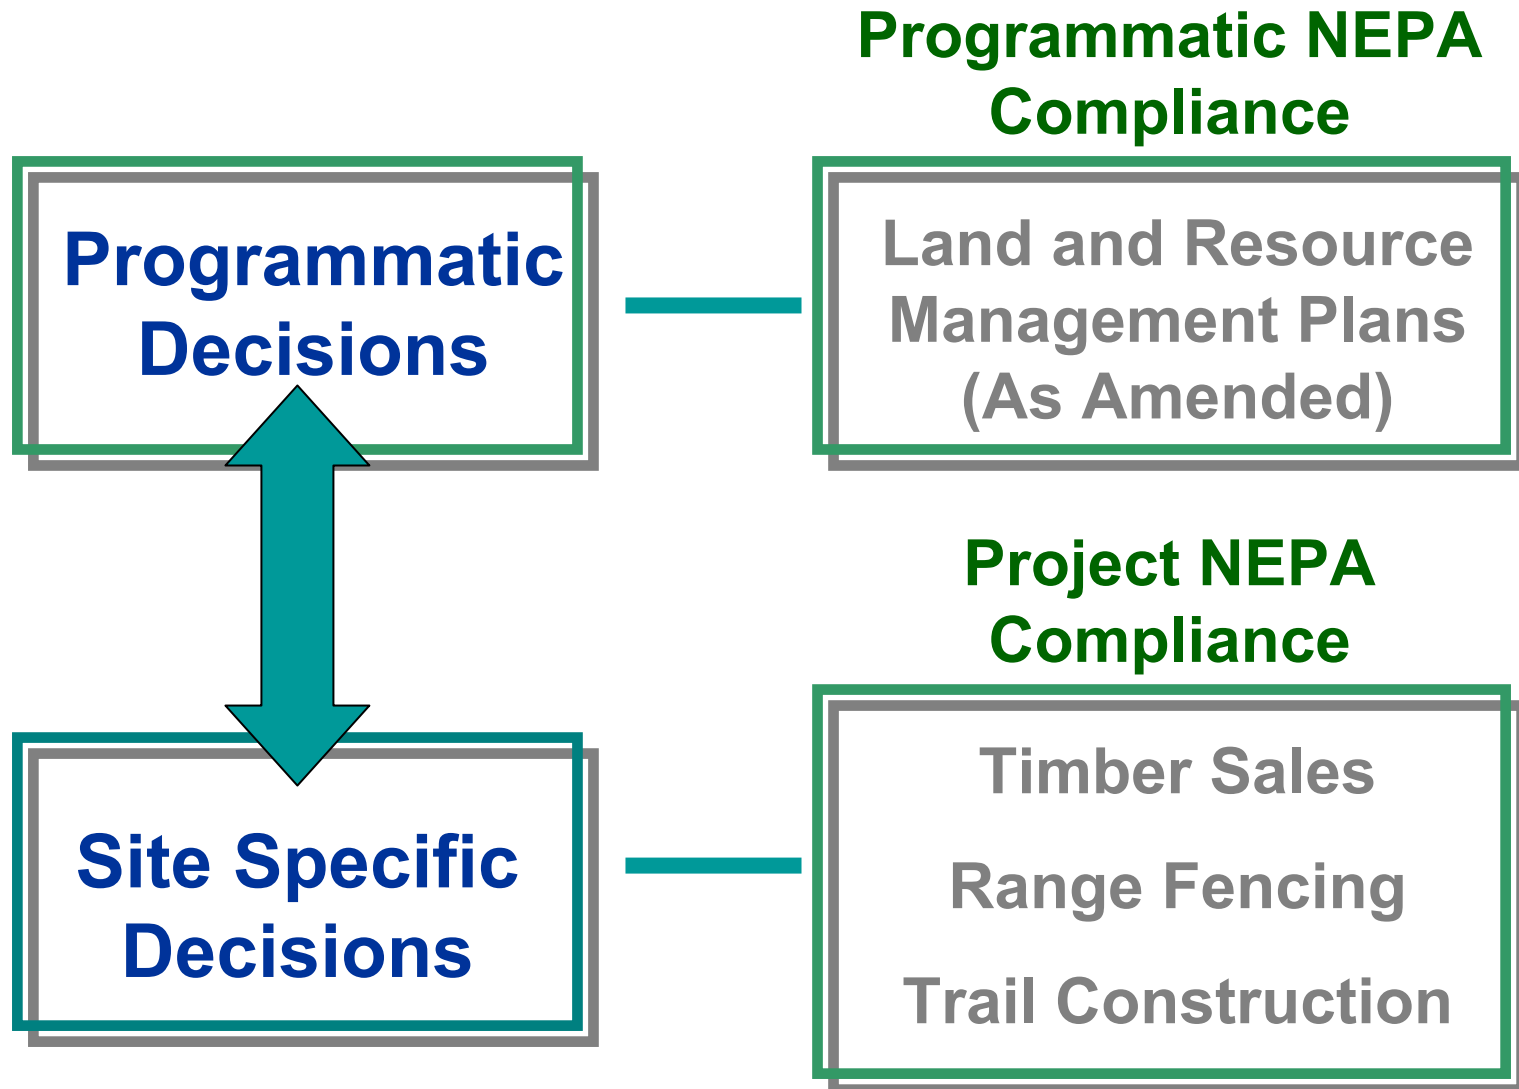 Programmatic NEPA
Compliance
Programmatic
Decisions
Land and Resource
Management Plans
(As Amended)
Project NEPA
Compliance
Site Specific
Decisions
Timber Sales
Range Fencing
Trail Construction